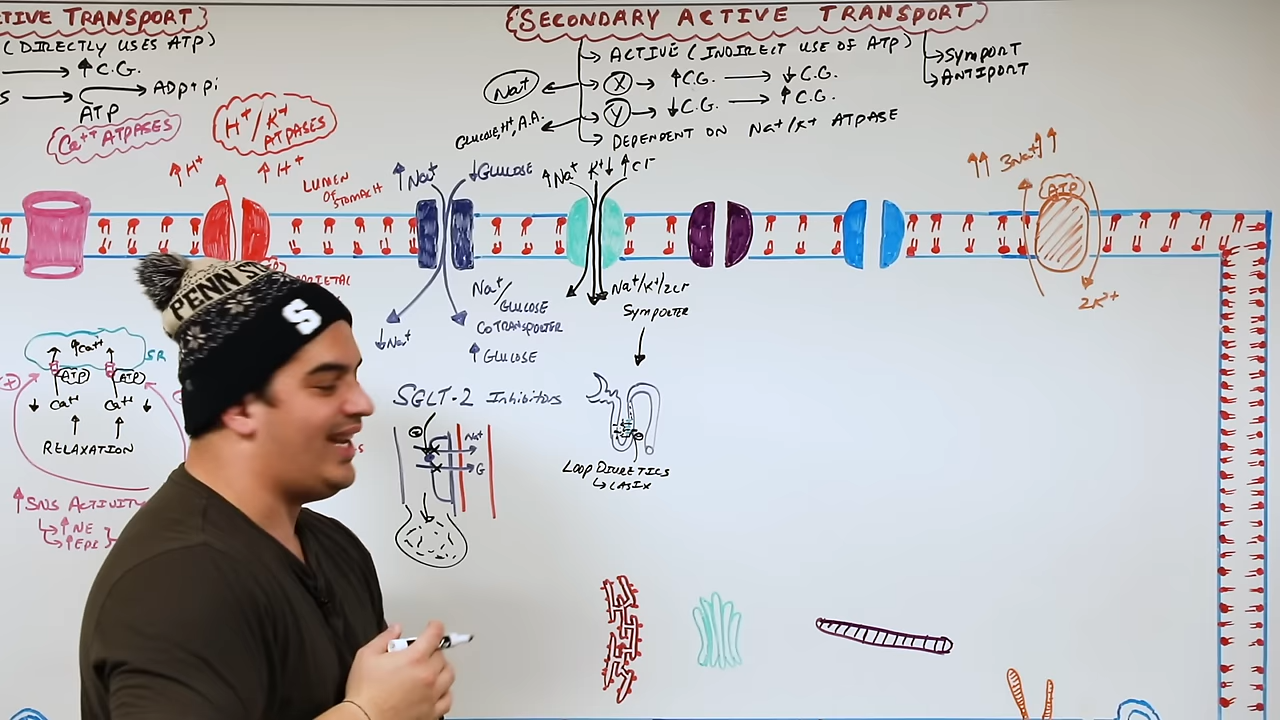 TIVE TRANSPORT
(DIRECTLY USES ATP)
→ ↑C.G.
S → ADP+Pi
ATP
Ca++ ATPASES
H+/K+
ATPASES
↑H+
↑H+
LUMEN
OF
STOMACH
SECONDARY ACTIVE TRANSPORT
→ ACTIVE (INDIRECT USE OF ATP)
→ SYMPORT
→ ANTIPORT
Na+ ← X → ↑C.G. → ↓C.G.
Glucose, H+, A.A. ← Y → ↓C.G. → ↑C.G.
→ DEPENDENT ON Na+/K+ ATPASE
↑Na+
↓Glucose
↑Na+ K+↓ ↑Cl-
↑↑ 3Na+ ↑↑
ATP
2K+
↓Na+
Na+/
Glucose
Cotransporter
↑ Glucose
Na+/K+/2Cl-
Symporter
RIETAL
↑Ca++
SR
ATP
ATP
↓ Ca++
Ca++ ↓
RELAXATION
↑SNS ACTIVITY
↑NE
↑EPI
PENN S
S
SGLT-2 Inhibitors
Na+
G
LOOP DIURETICS
↳ LASIX